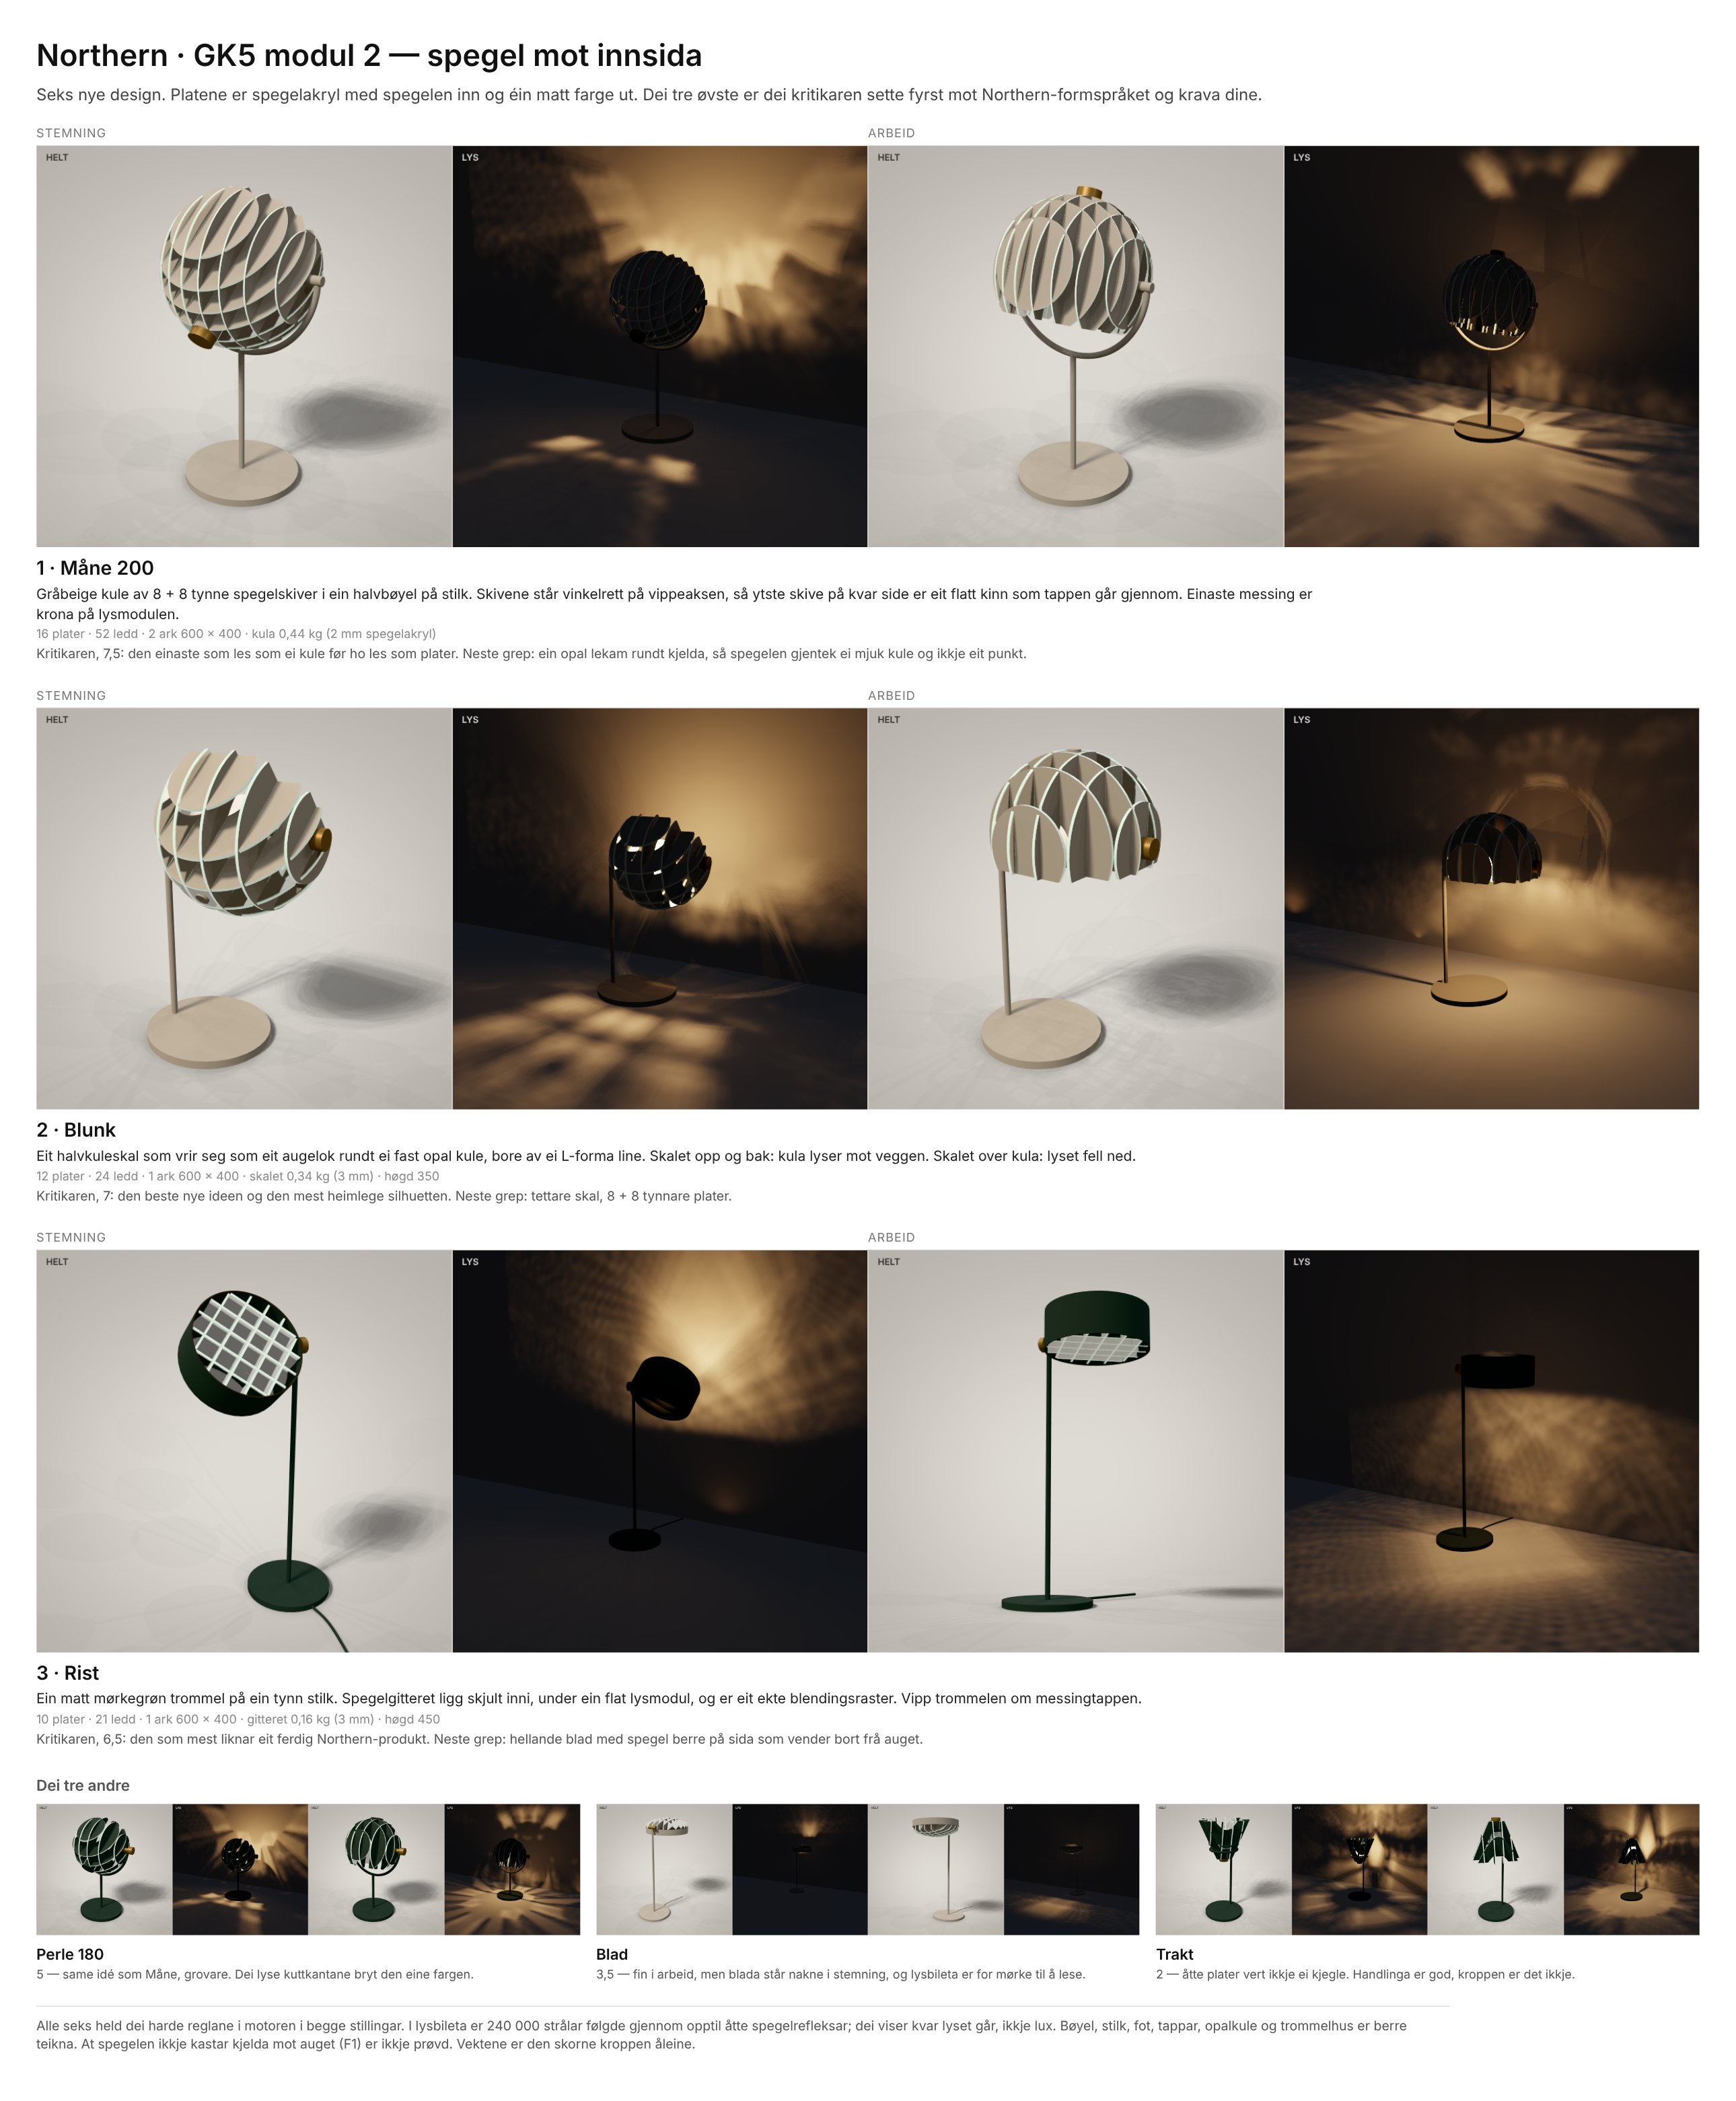 Northern · GK5 modul 2 — spegel mot innsida
Seks nye design. Platene er spegelakryl med spegelen inn og éin matt farge ut. Dei tre øvste er dei kritikaren sette fyrst mot Northern-formspråket og krava dine.
STEMNING
ARBEID
HELT
LYS
HELT
LYS
1 · Måne 200
Gråbeige kule av 8 + 8 tynne spegelskiver i ein halvbøyel på stilk. Skivene står vinkelrett på vippeaksen, så ytste skive på kvar side er eit flatt kinn som tappen går gjennom. Einaste messing er
krona på lysmodulen.
16 plater · 52 ledd · 2 ark 600 × 400 · kula 0,44 kg (2 mm spegelakryl)
Kritikaren, 7,5: den einaste som les som ei kule før ho les som plater. Neste grep: ein opal lekam rundt kjelda, så spegelen gjentek ei mjuk kule og ikkje eit punkt.
STEMNING
ARBEID
HELT
LYS
HELT
LYS
2 · Blunk
Eit halvkuleskal som vrir seg som eit augelok rundt ei fast opal kule, bore av ei L-forma line. Skalet opp og bak: kula lyser mot veggen. Skalet over kula: lyset fell ned.
12 plater · 24 ledd · 1 ark 600 × 400 · skalet 0,34 kg (3 mm) · høgd 350
Kritikaren, 7: den beste nye ideen og den mest heimlege silhuetten. Neste grep: tettare skal, 8 + 8 tynnare plater.
STEMNING
ARBEID
HELT
LYS
HELT
LYS
3 · Rist
Ein matt mørkegrøn trommel på ein tynn stilk. Spegelgitteret ligg skjult inni, under ein flat lysmodul, og er eit ekte blendingsraster. Vipp trommelen om messingtappen.
10 plater · 21 ledd · 1 ark 600 × 400 · gitteret 0,16 kg (3 mm) · høgd 450
Kritikaren, 6,5: den som mest liknar eit ferdig Northern-produkt. Neste grep: hellande blad med spegel berre på sida som vender bort frå auget.
Dei tre andre
Perle 180
5 — same idé som Måne, grovare. Dei lyse kuttkantane bryt den eine fargen.
Blad
3,5 — fin i arbeid, men blada står nakne i stemning, og lysbileta er for mørke til å lese.
Trakt
2 — åtte plater vert ikkje ei kjegle. Handlinga er god, kroppen er det ikkje.
Alle seks held dei harde reglane i motoren i begge stillingar. I lysbileta er 240 000 strålar følgde gjennom opptil åtte spegelrefleksar; dei viser kvar lyset går, ikkje lux. Bøyel, stilk, fot, tappar, opalkule og trommelhus er berre
teikna. At spegelen ikkje kastar kjelda mot auget (F1) er ikkje prøvd. Vektene er den skorne kroppen åleine.